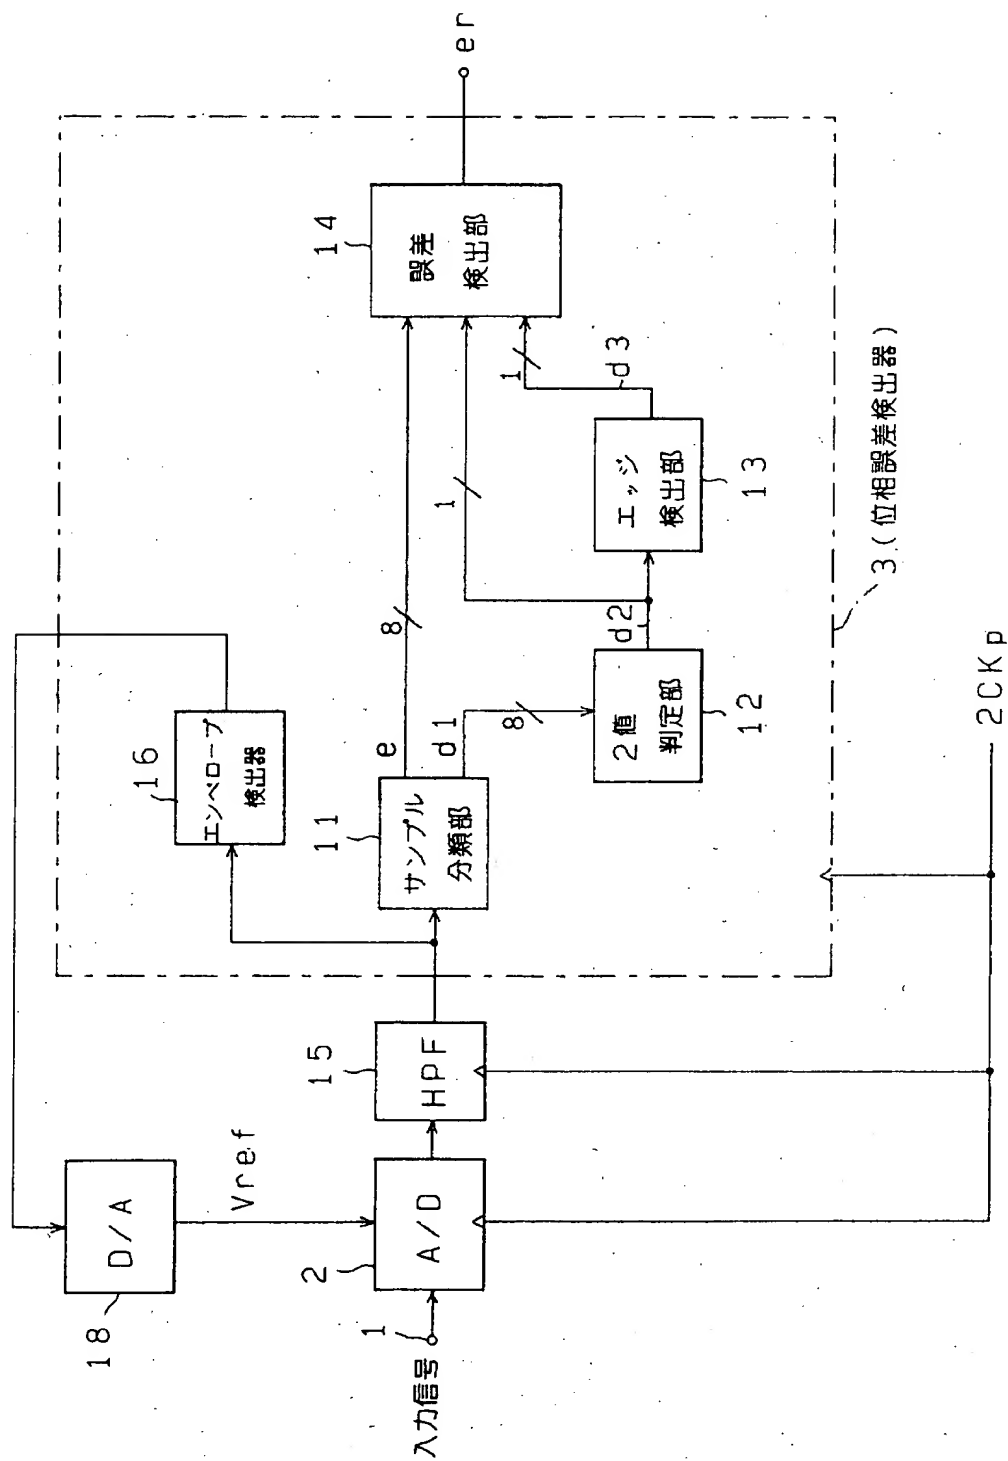 er
14
誤差
検出部
1
d3
1
エッジ
検出部
13
3(位相誤差検出器)
8
d2
16
エンベロープ
検出器
e
d1
8
2値
判定部
12
2CKp
11
サンプル
分類部
15
HPF
D/A
18
Vref
2
A/D
1
入力信号